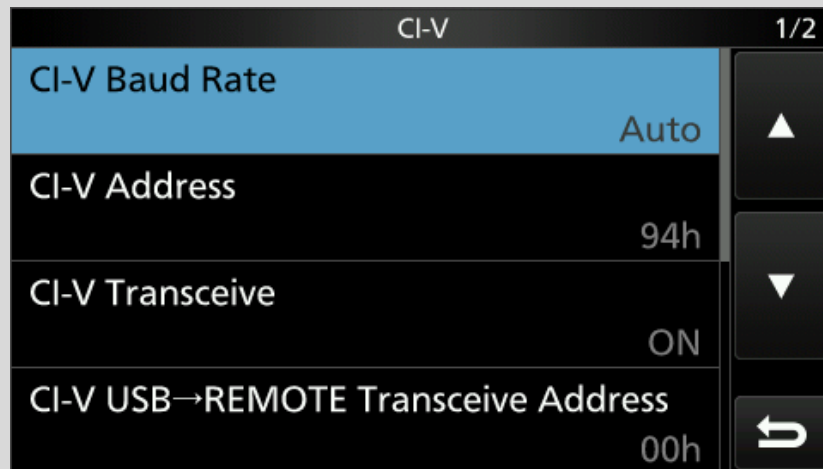 CI-V 1/2
CI-V Baud Rate
Auto
CI-V Address
94h
CI-V Transceive
ON
CI-V USB→REMOTE Transceive Address
00h